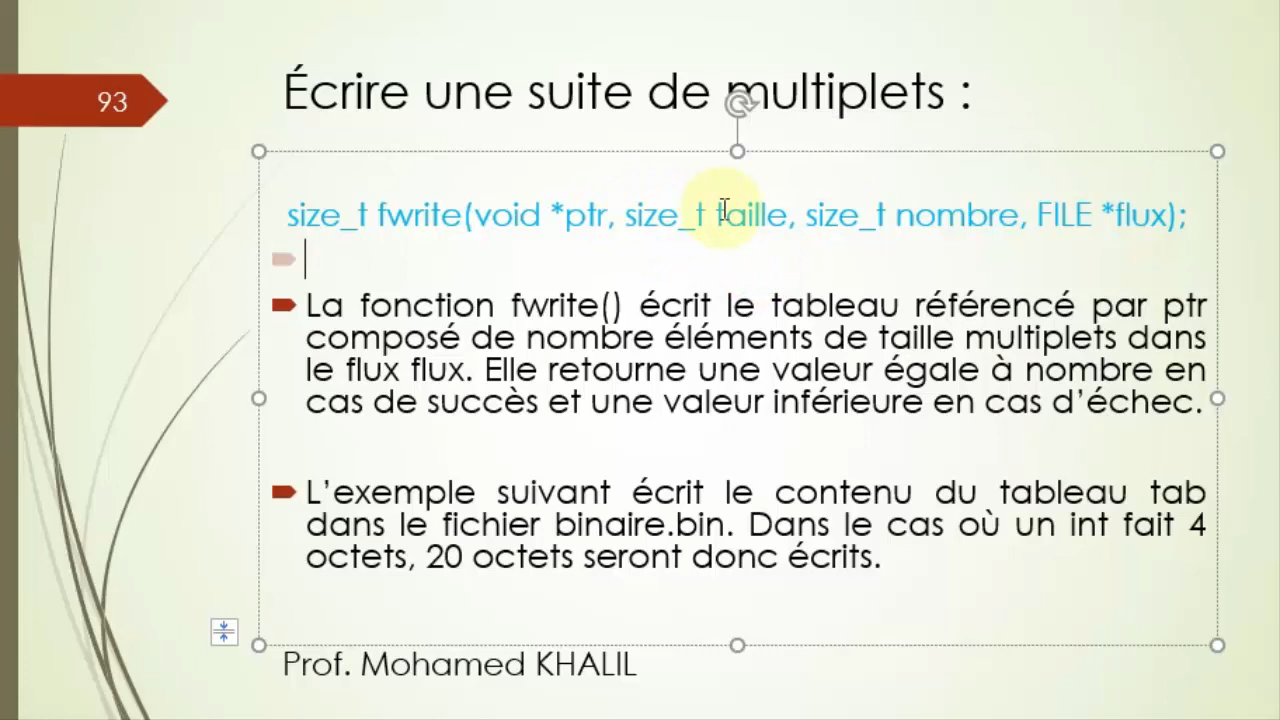 93
Écrire une suite de multiplets :
size_t fwrite(void *ptr, size_t taille, size_t nombre, FILE *flux);
La fonction fwrite() écrit le tableau référencé par ptr
composé de nombre éléments de taille multiplets dans
le flux flux. Elle retourne une valeur égale à nombre en
cas de succès et une valeur inférieure en cas d’échec.
L’exemple suivant écrit le contenu du tableau tab
dans le fichier binaire.bin. Dans le cas où un int fait 4
octets, 20 octets seront donc écrits.
Prof. Mohamed KHALIL